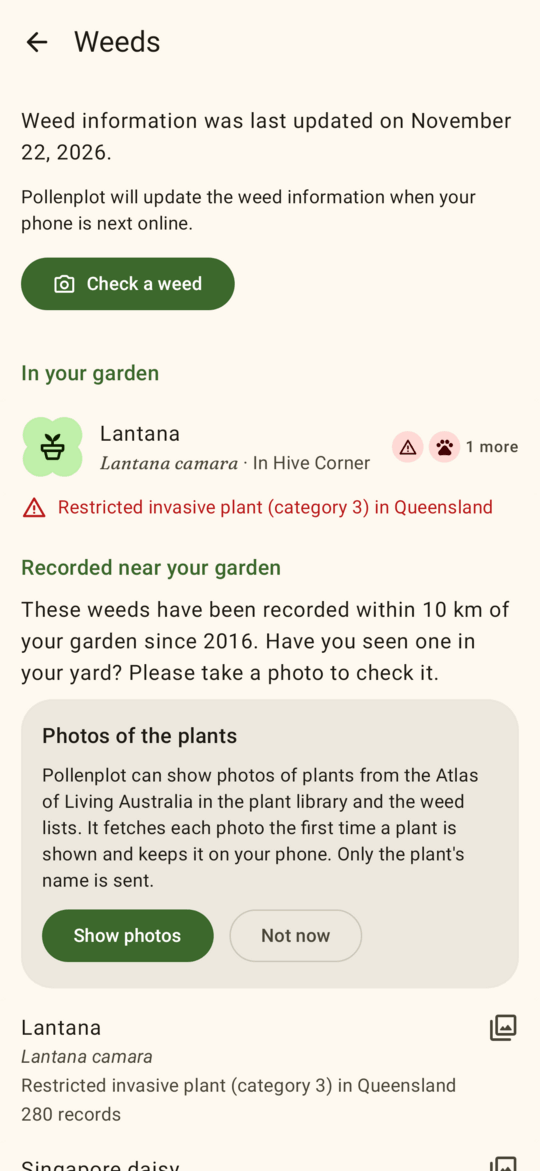 Weeds
Weed information was last updated on November
22, 2026.
Pollenplot will update the weed information when your
phone is next online.
Check a weed
In your garden
Lantana
1 more
Lantana camara · In Hive Corner
Restricted invasive plant (category 3) in Queensland
Recorded near your garden
These weeds have been recorded within 10 km of
your garden since 2016. Have you seen one in
your yard? Please take a photo to check it.
Photos of the plants
Pollenplot can show photos of plants from the Atlas
of Living Australia in the plant library and the weed
lists. It fetches each photo the first time a plant is
shown and keeps it on your phone. Only the plant's
name is sent.
Show photos
Not now
Lantana
Lantana camara
Restricted invasive plant (category 3) in Queensland
280 records
Singapore daisy